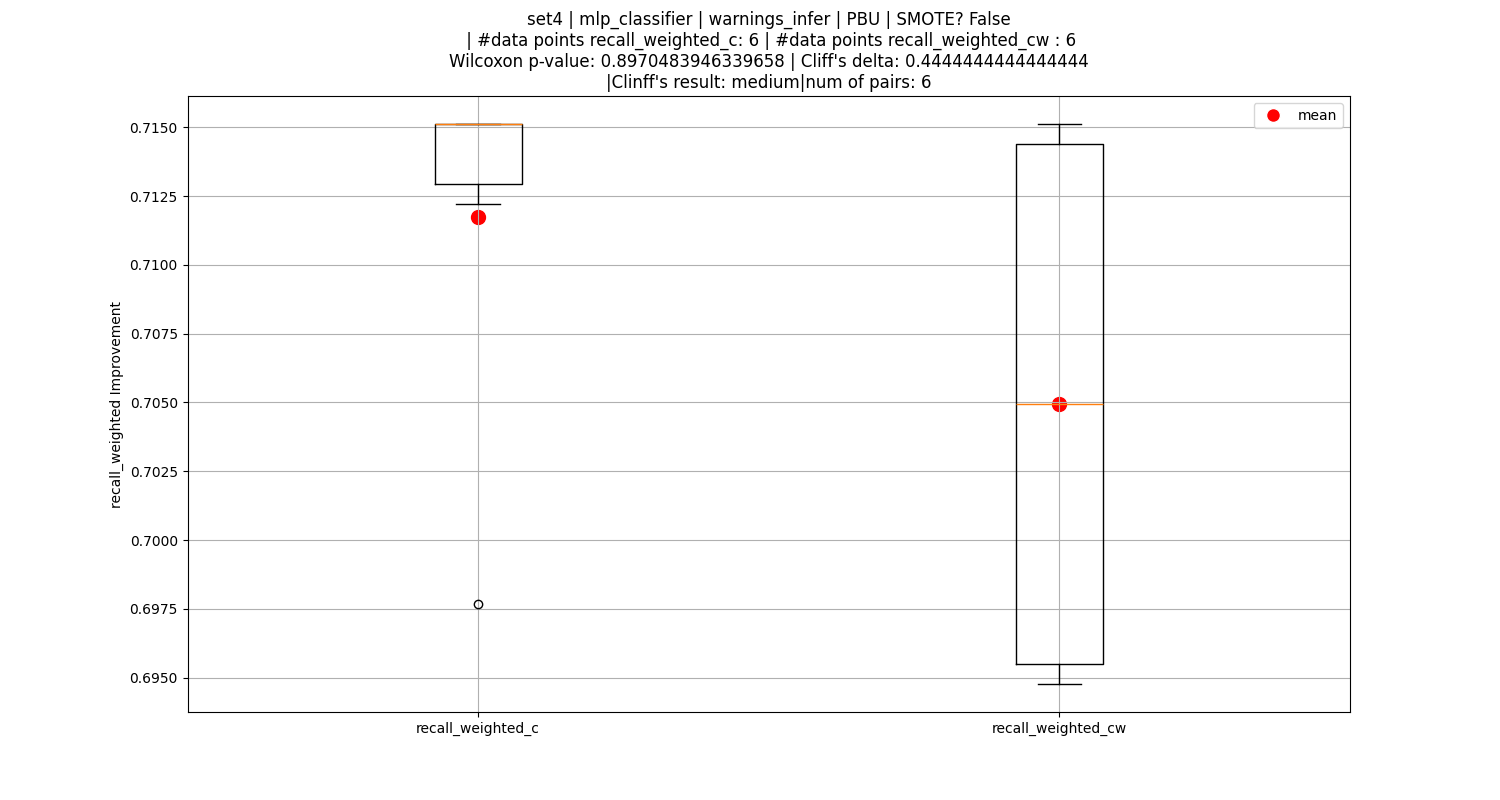 set4 | mlp_classifier | warnings_infer | PBU | SMOTE? False
| #data points recall_weighted_c: 6 | #data points recall_weighted_cw : 6
Wilcoxon p-value: 0.8970483946339658 | Cliff's delta: 0.4444444444444444
|Clinff's result: medium|num of pairs: 6
mean
0.7150
0.7125
0.7100
0.7075
0.7050
0.7025
0.7000
0.6975
0.6950
recall_weighted Improvement
recall_weighted_c
recall_weighted_cw